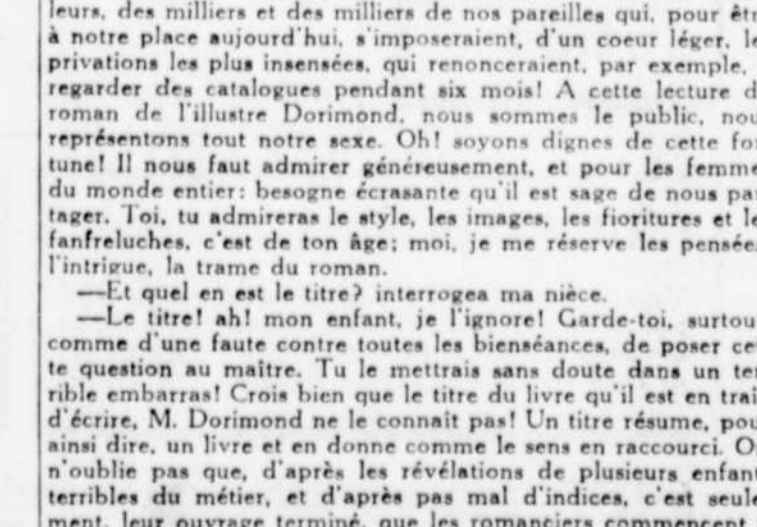 leurs, des milliers et des milliers de nos pareilles qui, pour êtr
à notre place aujourd'hui, s'imposeraient, d'un coeur léger, le
privations les plus insensées, qui renonceraient, par exemple,
regarder des catalogues pendant six mois! A cette lecture d
roman de l'illustre Dorimond, nous sommes le public, nou
représentons tout notre sexe. Oh! soyons dignes de cette for
tune! Il nous faut admirer généreusement, et pour les femme
du monde entier: besogne écrasante qu'il est sage de nous par
tager. Toi, tu admireras le style, les images, les fioritures et le
fanfreluches, c'est de ton âge; moi, je me réserve les pensée
l'intrigue, la trame du roman.
—Et quel en est le titre? interrogea ma nièce.
—Le titre! ah! mon enfant, je l'ignore! Garde-toi, surtou
comme d'une faute contre toutes les bienséances, de poser cet
te question au maître. Tu le mettrais sans doute dans un ter
rible embarras! Crois bien que le titre du livre qu'il est en trai
d'écrire, M. Dorimond ne le connaît pas! Un titre résume, pou
ainsi dire, un livre et en donne comme le sens en raccourci. O
n'oublie pas que, d'après les révélations de plusieurs enfant
terribles du métier, et d'après pas mal d'indices, c'est seule
ment, leur ouvrage terminé, que les romanciers commencent